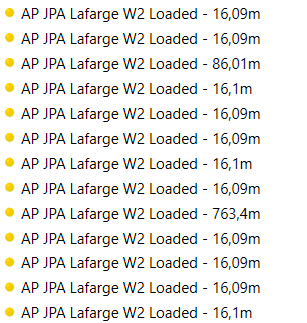 AP JPA Lafarge W2 Loaded - 16,09m
AP JPA Lafarge W2 Loaded - 16,09m
AP JPA Lafarge W2 Loaded - 86,01m
AP JPA Lafarge W2 Loaded - 16,1m
AP JPA Lafarge W2 Loaded - 16,09m
AP JPA Lafarge W2 Loaded - 16,09m
AP JPA Lafarge W2 Loaded - 16,1m
AP JPA Lafarge W2 Loaded - 16,09m
AP JPA Lafarge W2 Loaded - 763,4m
AP JPA Lafarge W2 Loaded - 16,09m
AP JPA Lafarge W2 Loaded - 16,09m
AP JPA Lafarge W2 Loaded - 16,09m
AP JPA Lafarge W2 Loaded - 16,1m